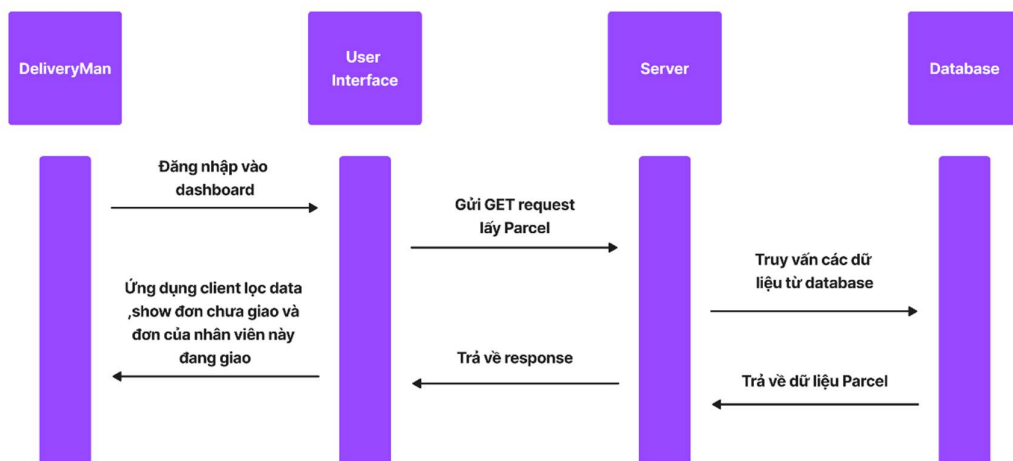 DeliveryMan
User
Interface
Server
Database
Đăng nhập vào
dashboard
Gửi GET request
lấy Parcel
Truy vấn các dữ
liệu từ database
Ứng dụng client lọc data
,show đơn chưa giao và
đơn của nhân viên này
đang giao
Trả về response
Trả về dữ liệu Parcel